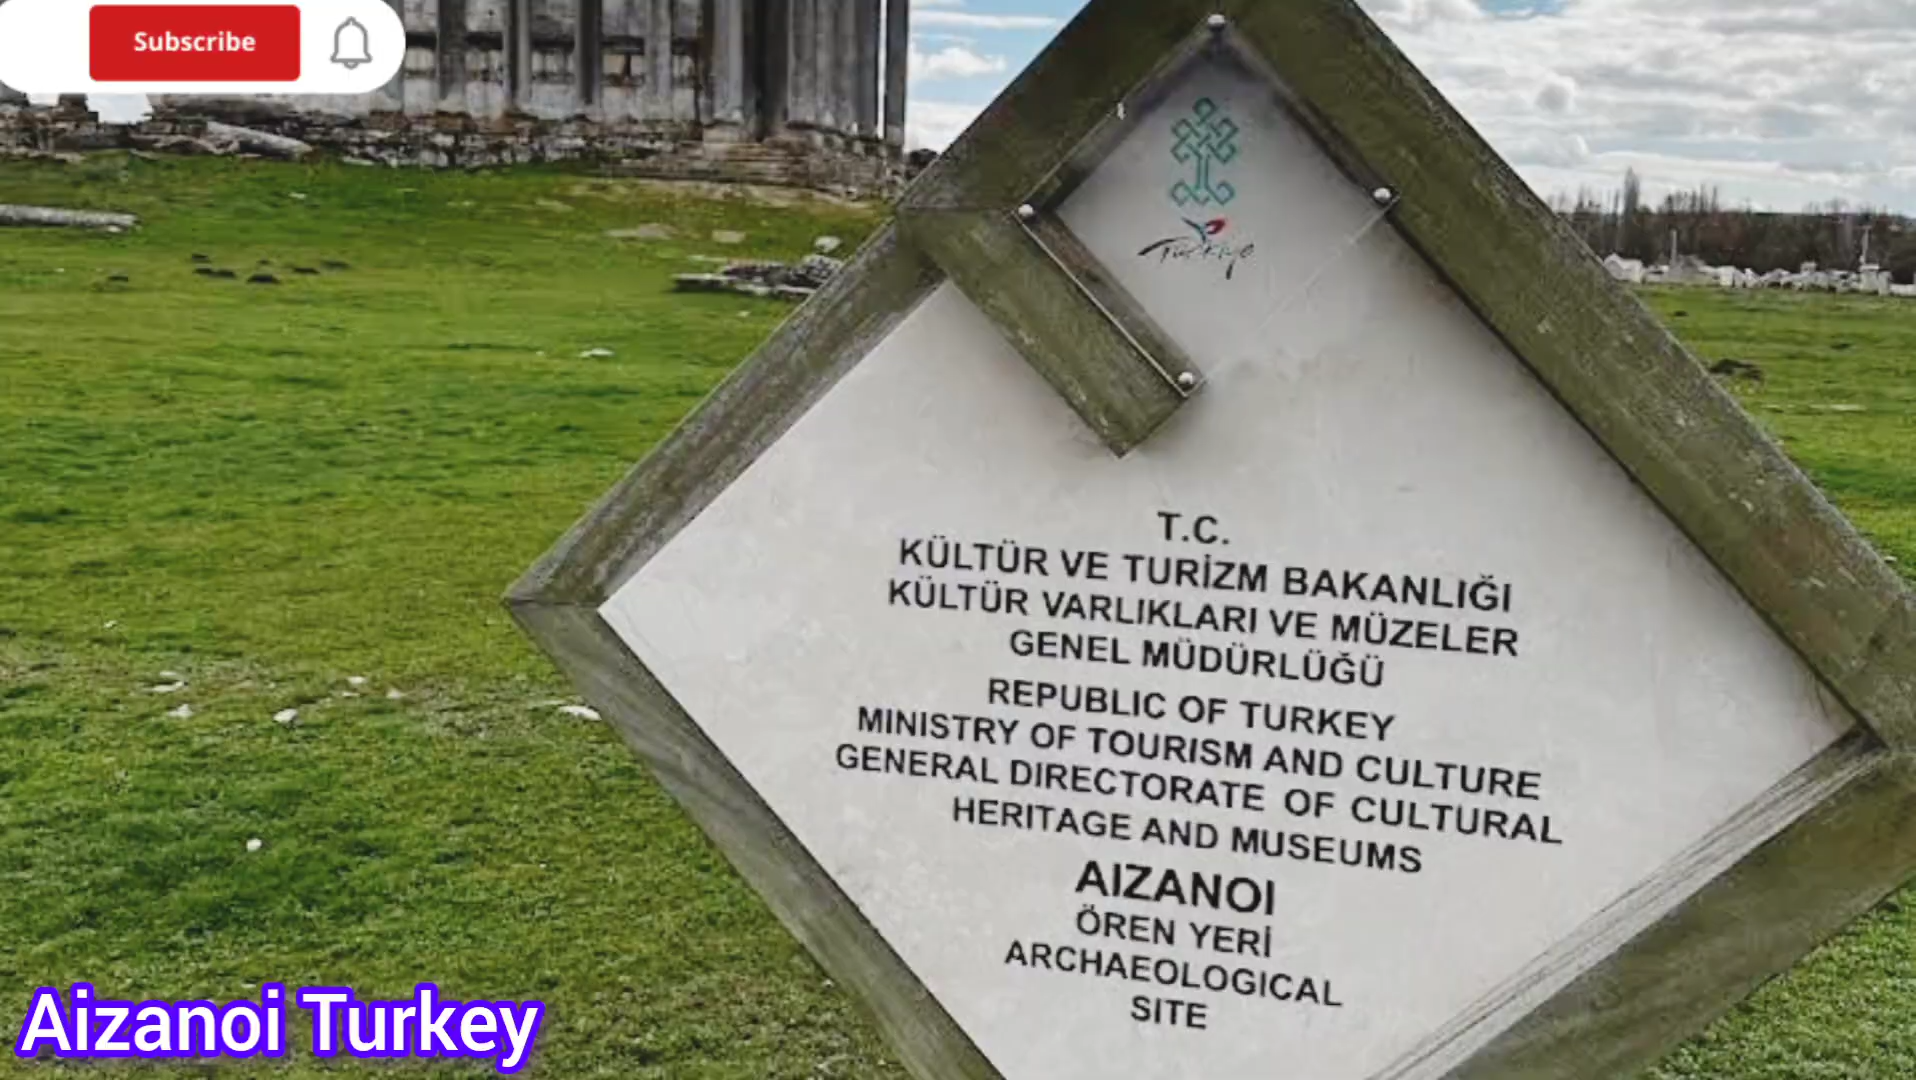 Subscribe
Türkiye
T.C.
KÜLTÜR VE TURİZM BAKANLIĞI
KÜLTÜR VARLIKLARI VE MÜZELER
GENEL MÜDÜRLÜĞÜ
REPUBLIC OF TURKEY
MINISTRY OF TOURISM AND CULTURE
GENERAL DIRECTORATE OF CULTURAL
HERITAGE AND MUSEUMS
AIZANOI
ÖREN YERİ
ARCHAEOLOGICAL
SITE
Aizanoi Turkey